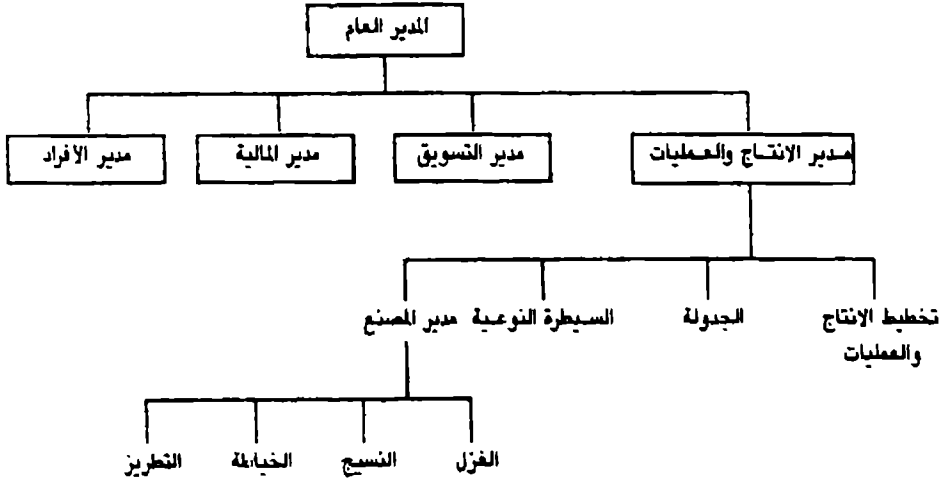 المدير العام
مدير الانتاج والعمليات
مدير التسويق
مدير المالية
مدير الافراد
تخطيط الانتاج
والعمليات
الجدولة
السيطرة النوعية
مدير المصنع
الغزل
النسيج
الخياطة
التطريز